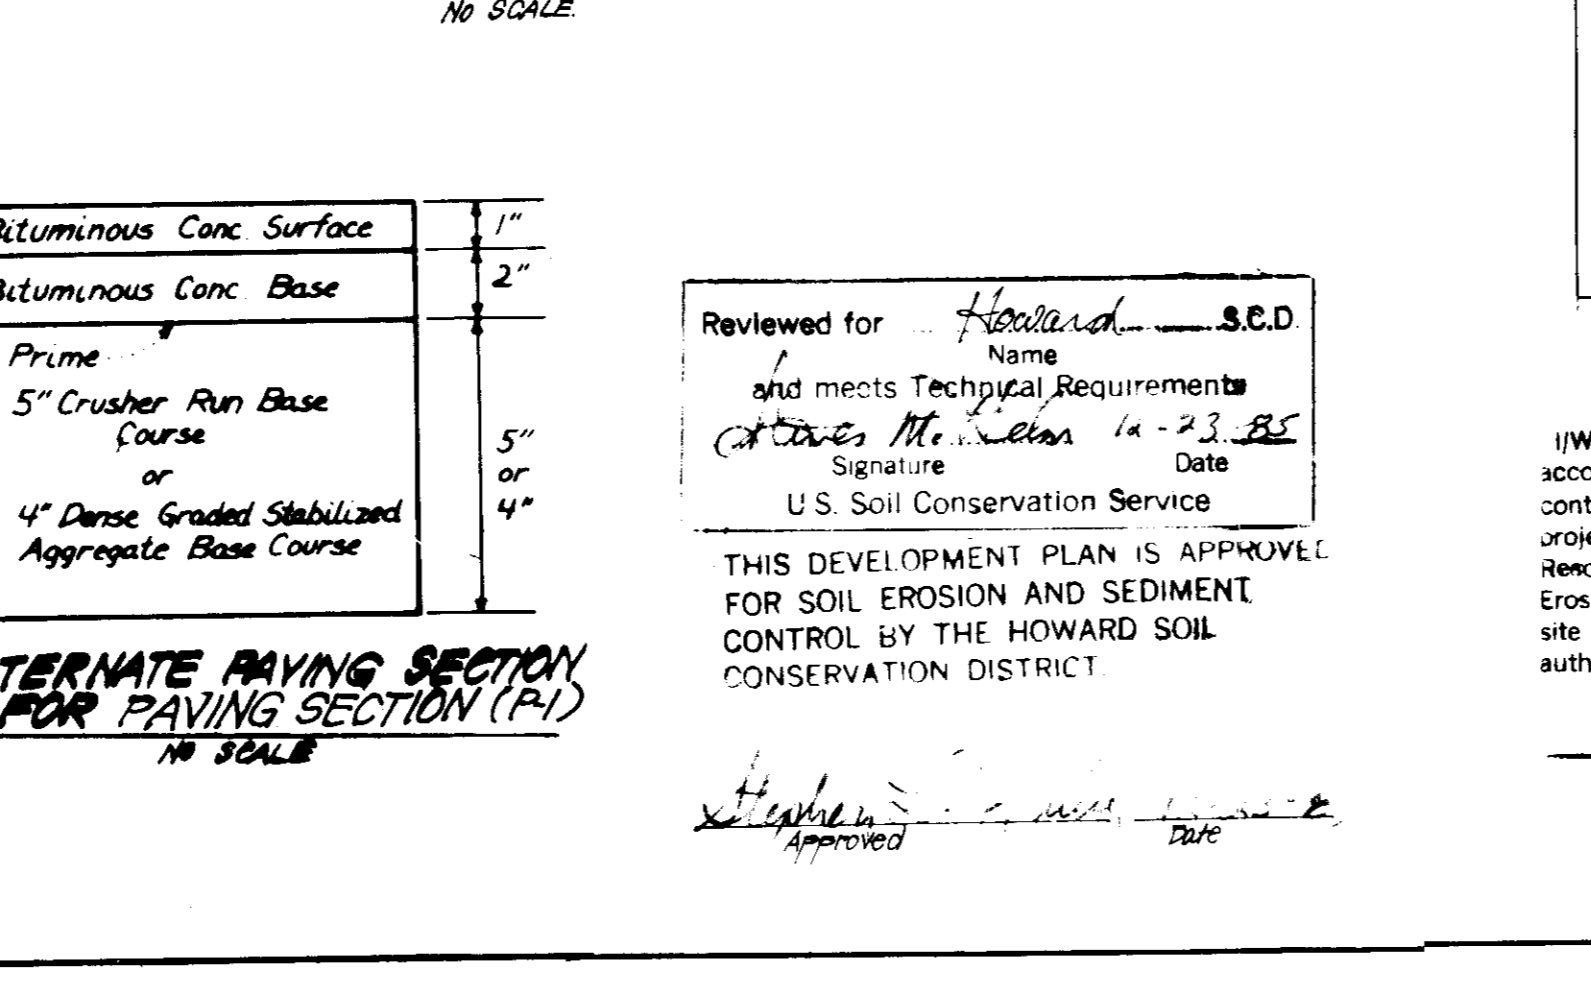 NO SCALE.
Bituminous Conc. Surface 1"
Bituminous Conc. Base 2"
Prime
5" Crusher Run Base
Course
or
4" Dense Graded Stabilized
Aggregate Base Course
5"
or
4"
TERNATE PAVING SECTION
FOR PAVING SECTION (P-1)
NO SCALE
Reviewed for Howard S.C.D.
Name
and meets Technical Requirements
M. 12-23-85
Signature Date
U.S. Soil Conservation Service
THIS DEVELOPMENT PLAN IS APPROVED
FOR SOIL EROSION AND SEDIMENT
CONTROL BY THE HOWARD SOIL
CONSERVATION DISTRICT.
Stephen
Approved Date
I/W
acco
cont
proje
Reso
Eros
site
auth